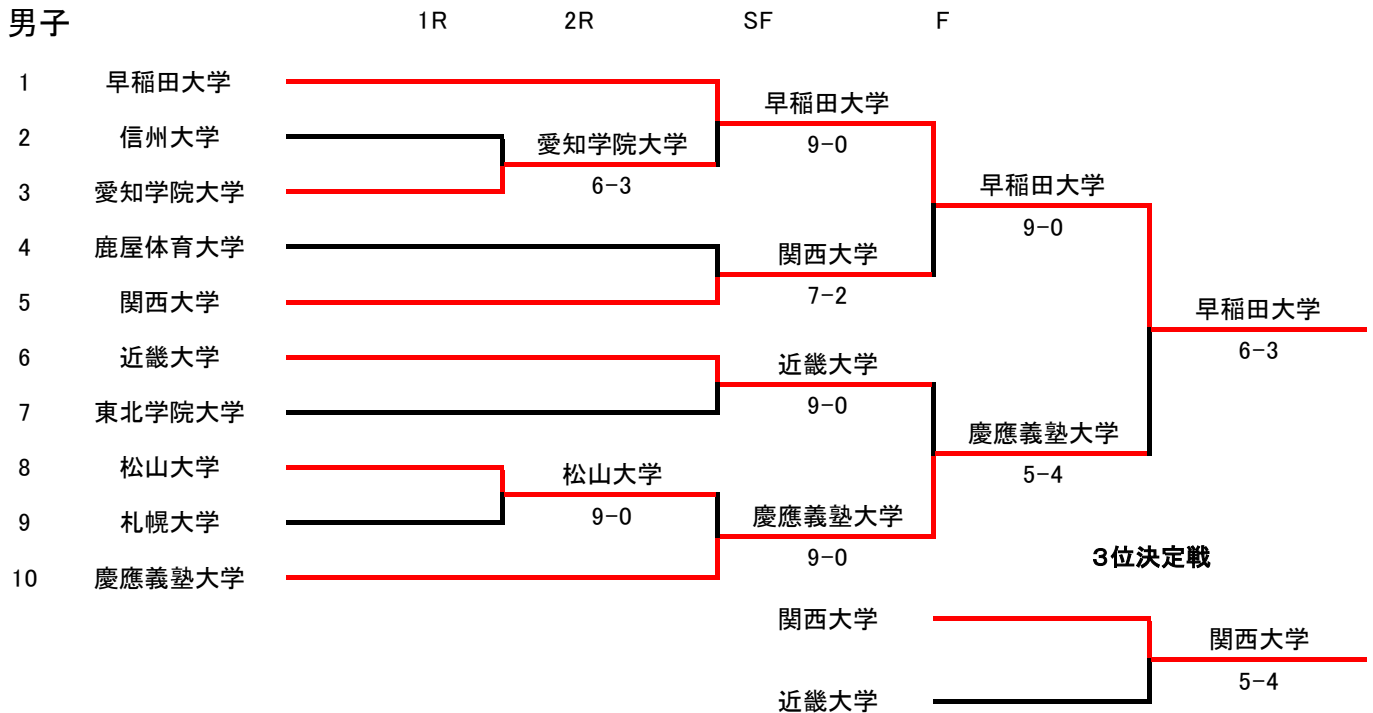 男子 1R 2R SF F
1 早稲田大学
2 信州大学
3 愛知学院大学
4 鹿屋体育大学
5 関西大学
6 近畿大学
7 東北学院大学
8 松山大学
9 札幌大学
10 慶應義塾大学
愛知学院大学
6-3
松山大学
9-0
早稲田大学
9-0
関西大学
7-2
近畿大学
9-0
慶應義塾大学
9-0
早稲田大学
9-0
慶應義塾大学
5-4
早稲田大学
6-3
３位決定戦
関西大学
近畿大学
関西大学
5-4